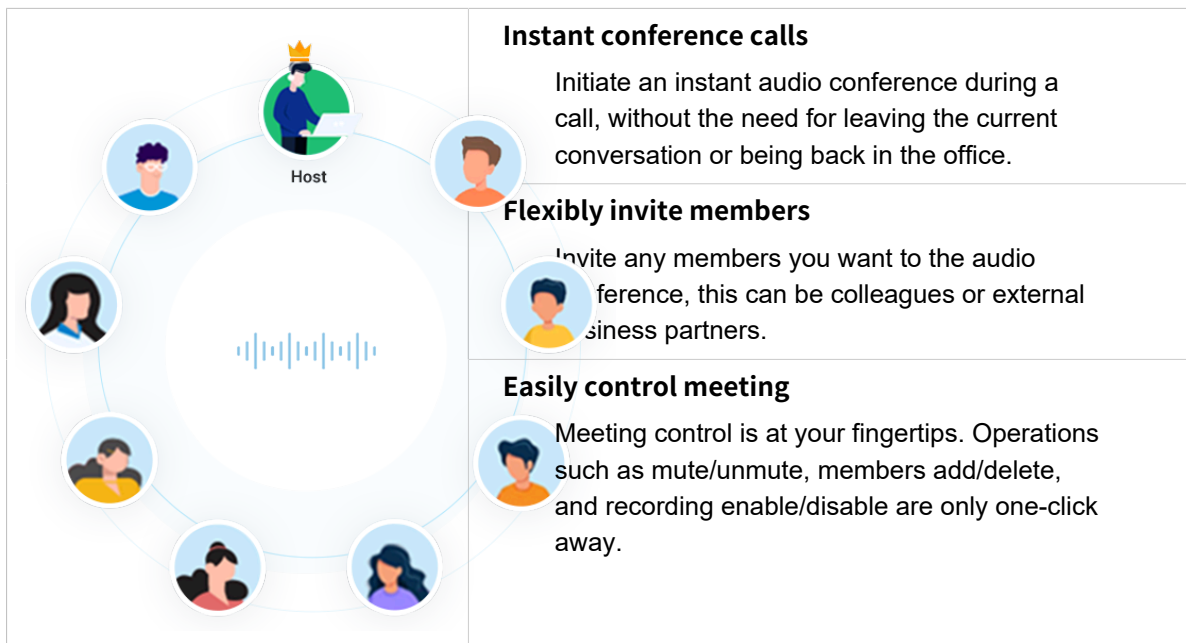 Host
Instant conference calls
Initiate an instant audio conference during a
call, without the need for leaving the current
conversation or being back in the office.
Flexibly invite members
Invite any members you want to the audio
ference, this can be colleagues or external
siness partners.
Easily control meeting
Meeting control is at your fingertips. Operations
such as mute/unmute, members add/delete,
and recording enable/disable are only one-click
away.